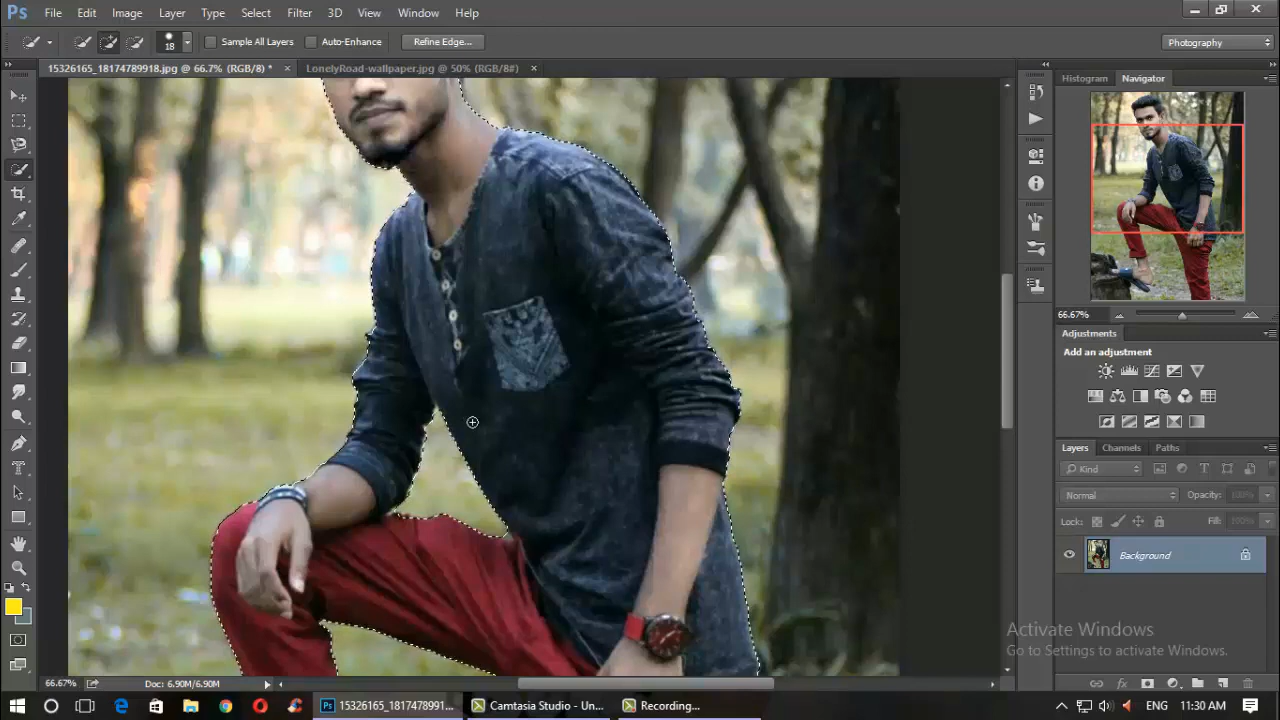 Ps File Edit Image Layer Type Select Filter 3D View Window Help
18 Sample All Layers Auto-Enhance Refine Edge... Photography
15326165_18174789918.jpg @ 66.7% (RGB/8) * × LonelyRoad-wallpaper.jpg @ 50% (RGB/8#) ×
Histogram Navigator
66.67%
Adjustments
Add an adjustment
Layers Channels Paths
Kind
Normal Opacity: 100%
Lock: Fill: 100%
Background
Activate Windows
Go to Settings to activate Windows.
66.67% Doc: 6.90M/6.90M
15326165_1817478991... Camtasia Studio - Un... Recording... ENG 11:30 AM